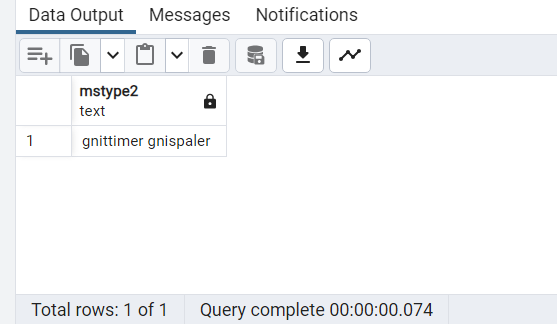 Data Output Messages Notifications
mstype2
text
1 gnittimer gnispaler
Total rows: 1 of 1 Query complete 00:00:00.074